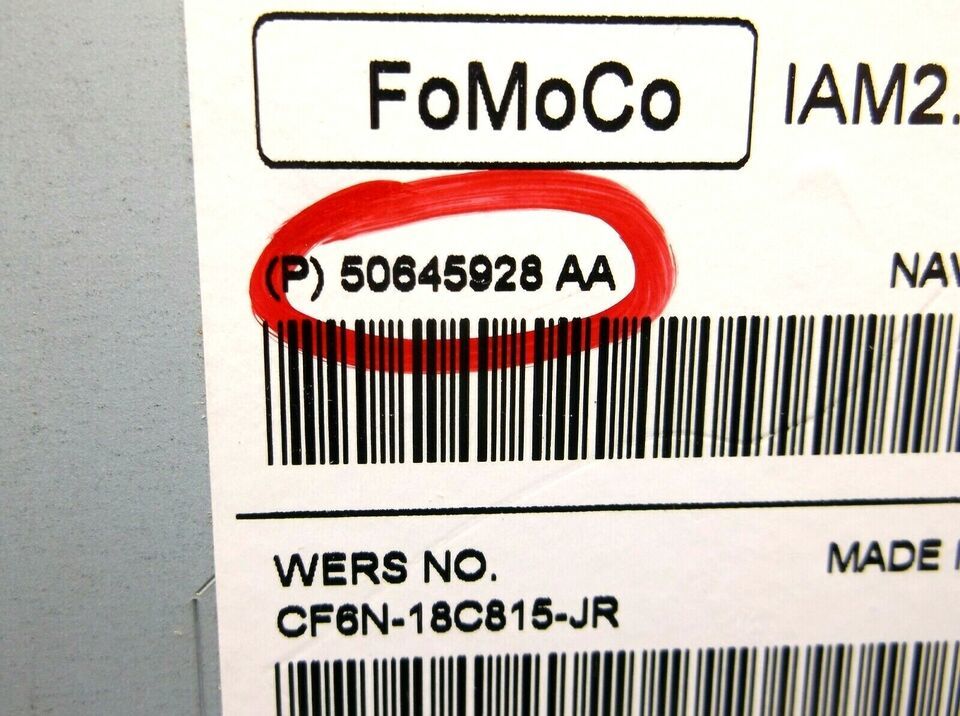 FoMoCo
IAM2.
(P) 50645928 AA
NAV
WERS NO.
MADE
CF6N-18C815-JR